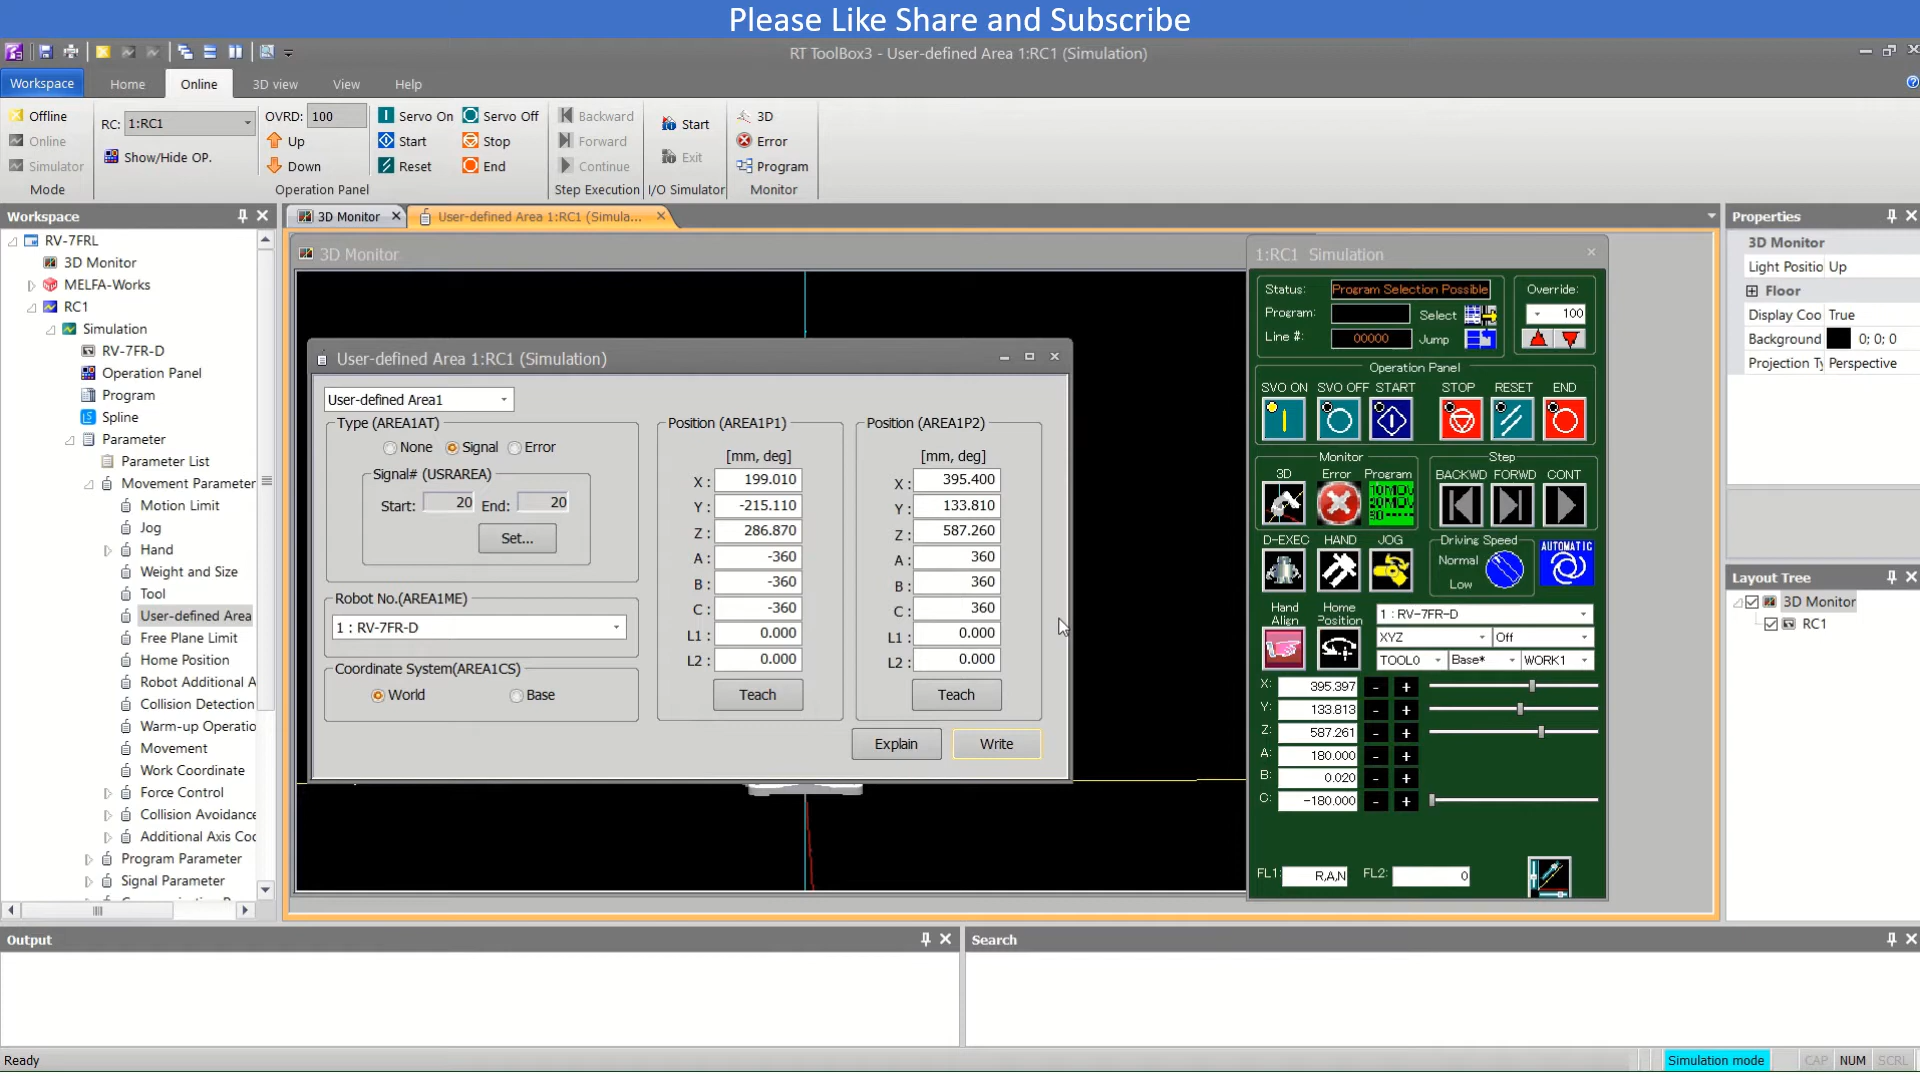 Please Like Share and Subscribe
RT ToolBox3 - User-defined Area 1:RC1 (Simulation)
Workspace Home Online 3D view View Help
Offline
Online
Simulator
Mode
RC: 1:RC1
Show/Hide OP.
OVRD: 100
Up
Down
Servo On Servo Off
Start Stop
Reset End
Operation Panel
Backward
Forward
Continue
Step Execution
Start
Exit
I/O Simulator
3D
Error
Program
Monitor
Workspace
RV-7FRL
3D Monitor
MELFA-Works
RC1
Simulation
RV-7FR-D
Operation Panel
Program
Spline
Parameter
Parameter List
Movement Parameter
Motion Limit
Jog
Hand
Weight and Size
Tool
User-defined Area
Free Plane Limit
Home Position
Robot Additional A
Collision Detection
Warm-up Operatio
Movement
Work Coordinate
Force Control
Collision Avoidance
Additional Axis Coo
Program Parameter
Signal Parameter
3D Monitor
User-defined Area 1:RC1 (Simula...
3D Monitor
User-defined Area 1:RC1 (Simulation)
User-defined Area1
Type (AREA1AT)
None Signal Error
Signal# (USRAREA)
Start: 20 End: 20
Set...
Robot No.(AREA1ME)
1 : RV-7FR-D
Coordinate System(AREA1CS)
World Base
Position (AREA1P1)
[mm, deg]
X : 199.010
Y : -215.110
Z : 286.870
A : -360
B : -360
C : -360
L1 : 0.000
L2 : 0.000
Teach
Position (AREA1P2)
[mm, deg]
X : 395.400
Y : 133.810
Z : 587.260
A : 360
B : 360
C : 360
L1 : 0.000
L2 : 0.000
Teach
Explain Write
1:RC1 Simulation
Status: Program Selection Possible
Program: Select
Line #: 00000 Jump
Override:
100
Operation Panel
SVO ON SVO OFF START STOP RESET END
Monitor
3D Error Program
Step
BACKWD FORWD CONT
D-EXEC HAND JOG
Driving Speed
Normal
Low
AUTOMATIC
Hand Align
Home Position
1 : RV-7FR-D
XYZ Off
TOOL0 Base* WORK1
X: 395.397 - +
Y: 133.813 - +
Z: 587.261 - +
A: 180.000 - +
B: 0.020 - +
C: -180.000 - +
FL1: R,A,N FL2: 0
Properties
3D Monitor
Light Positio Up
Floor
Display Coo True
Background 0; 0; 0
Projection Ty Perspective
Layout Tree
3D Monitor
RC1
Output
Search
Ready
Simulation mode CAP NUM SCRL